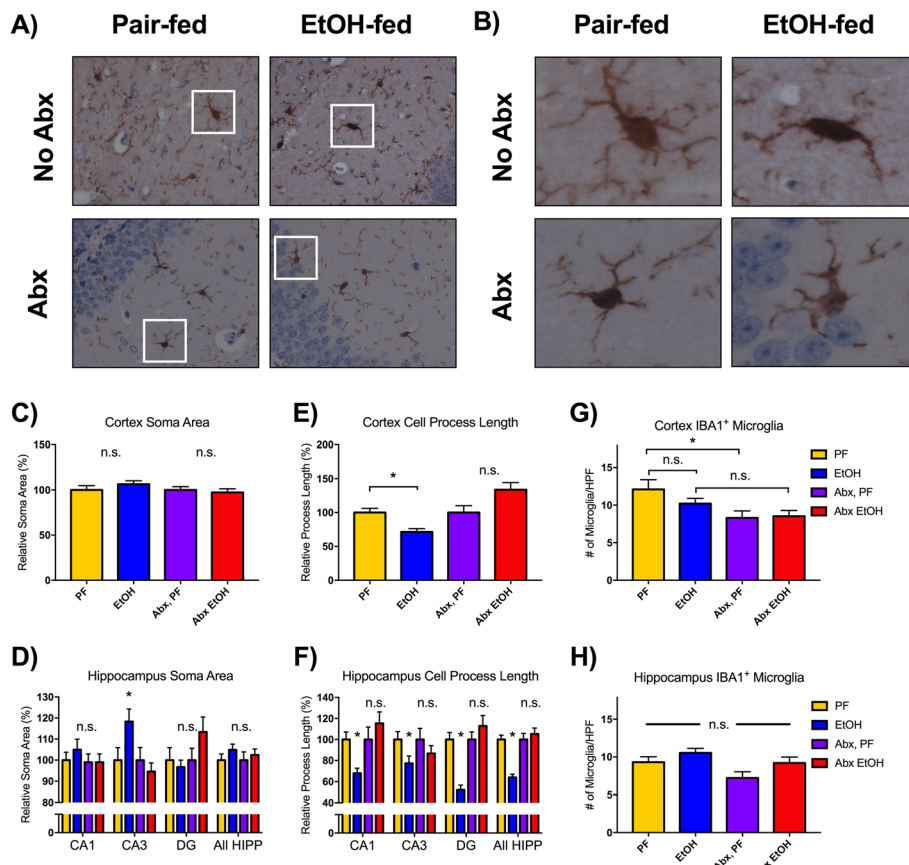 A)
Pair-fed
EtOH-fed
No Abx
Abx
B)
Pair-fed
EtOH-fed
No Abx
Abx
C)
Cortex Soma Area
Relative Soma Area (%)
150
100
50
0
n.s.
n.s.
PF
EtOH
Abx, PF
Abx EtOH
E)
Cortex Cell Process Length
Relative Process Length (%)
200
150
100
50
0
*
n.s.
PF
EtOH
Abx, PF
Abx EtOH
G)
Cortex IBA1+ Microglia
# of Microglia/HPF
20
15
10
5
0
*
n.s.
n.s.
PF
EtOH
Abx, PF
Abx EtOH
PF
EtOH
Abx, PF
Abx EtOH
D)
Hippocampus Soma Area
Relative Soma Area (%)
140
130
120
110
100
90
80
0
n.s.
*
n.s.
n.s.
CA1
CA3
DG
All HIPP
F)
Hippocampus Cell Process Length
Relative Process Length (%)
140
120
100
80
60
40
0
n.s.
n.s.
n.s.
n.s.
*
*
*
*
CA1
CA3
DG
All HIPP
H)
Hippocampus IBA1+ Microglia
# of Microglia/HPF
20
15
10
5
0
n.s.
PF
EtOH
Abx, PF
Abx EtOH
PF
EtOH
Abx, PF
Abx EtOH